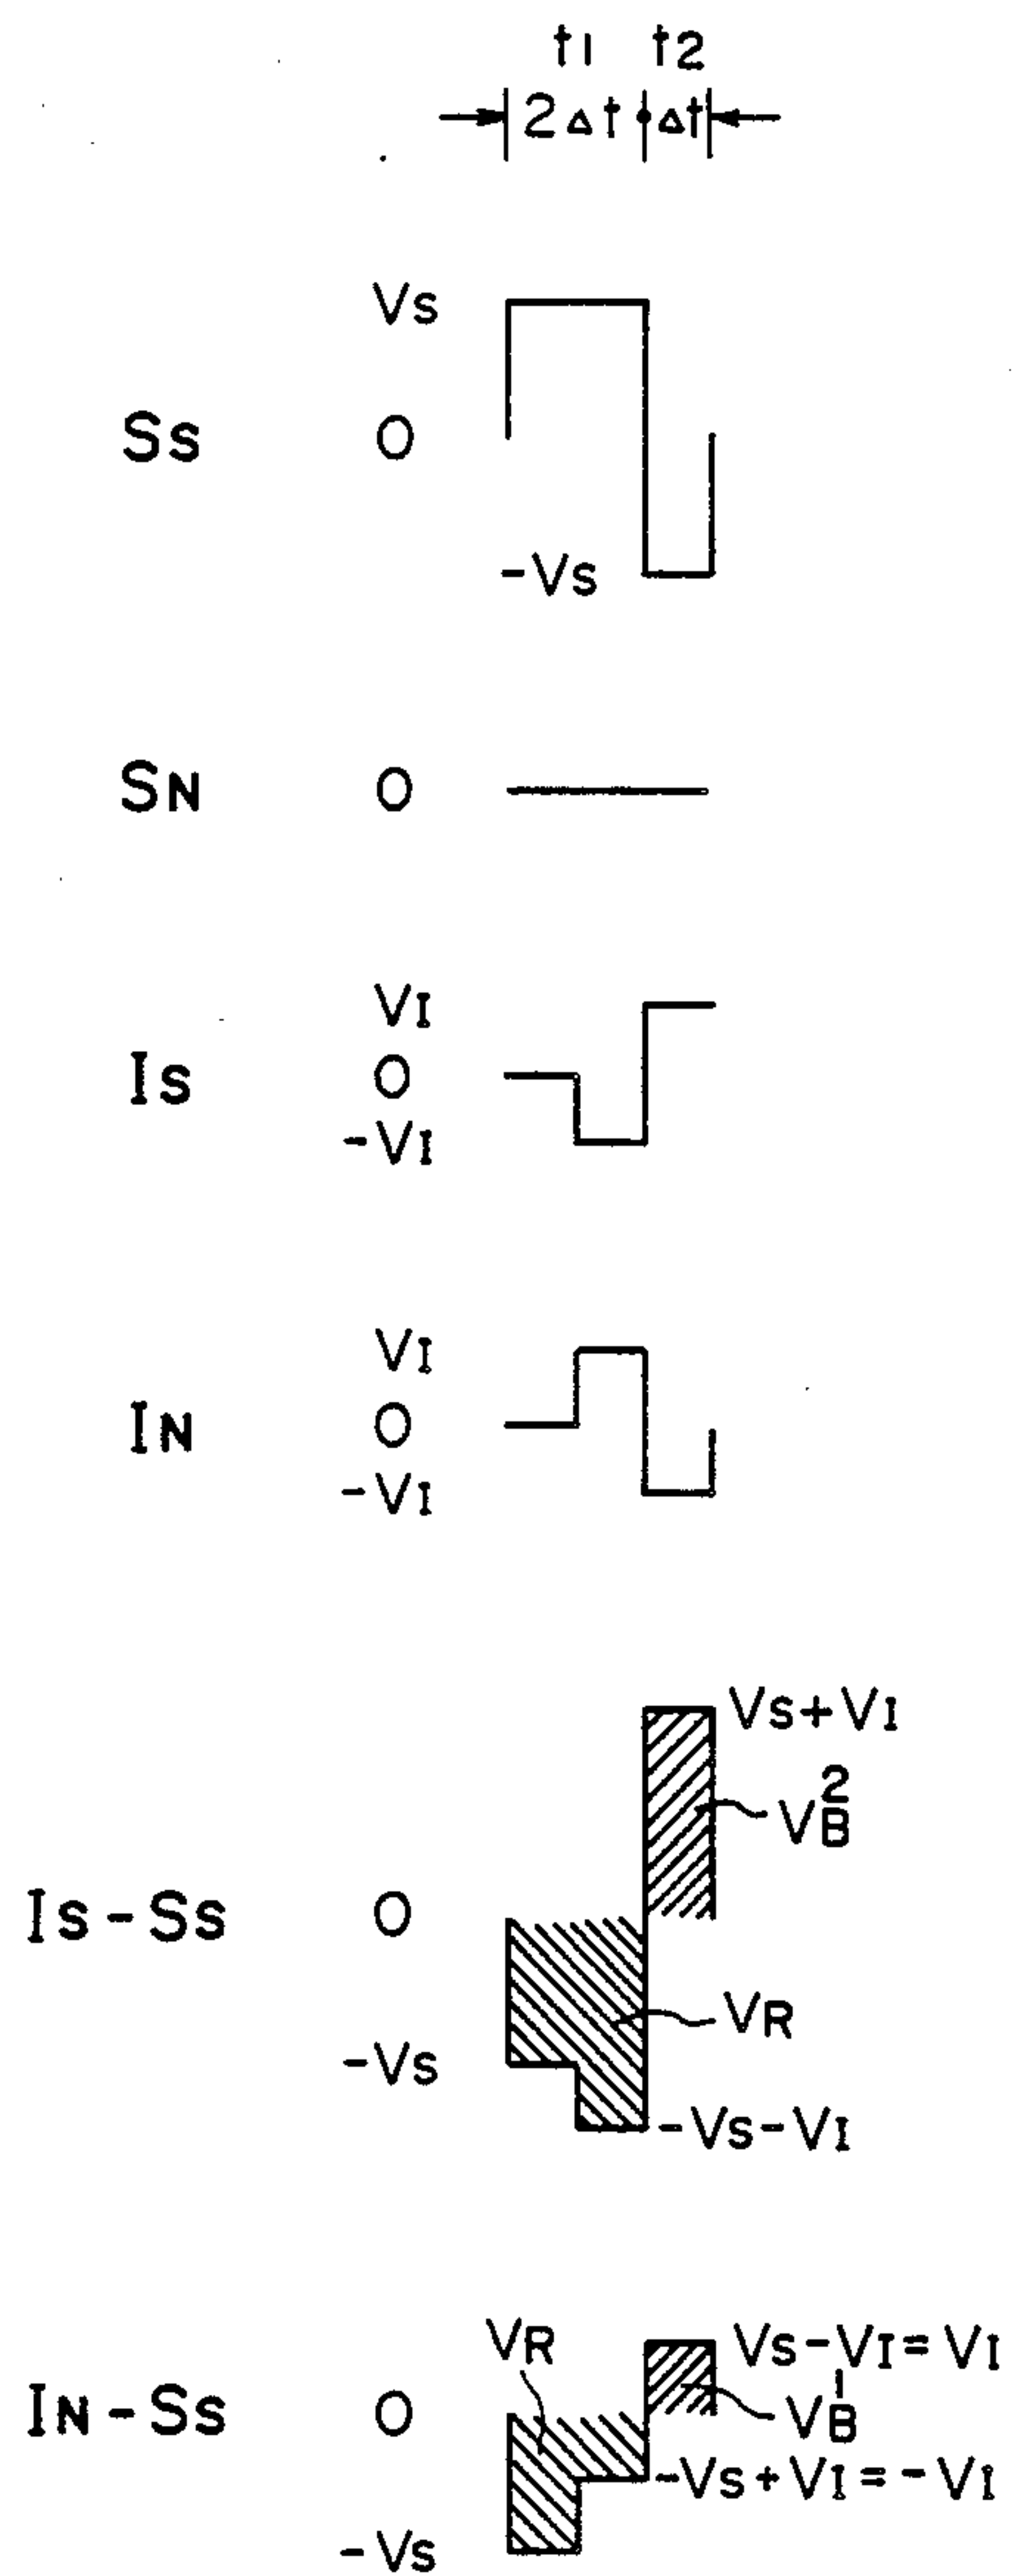 t1 t2
2Δt Δt
Vs
Ss 0
-Vs
SN 0
VI
Is 0
-VI
VI
IN 0
-VI
Vs+VI
VB2
Is-Ss 0
VR
-Vs
-Vs-VI
VR
Vs-VI=VI
IN-Ss 0
VB1
-Vs+VI=-VI
-Vs